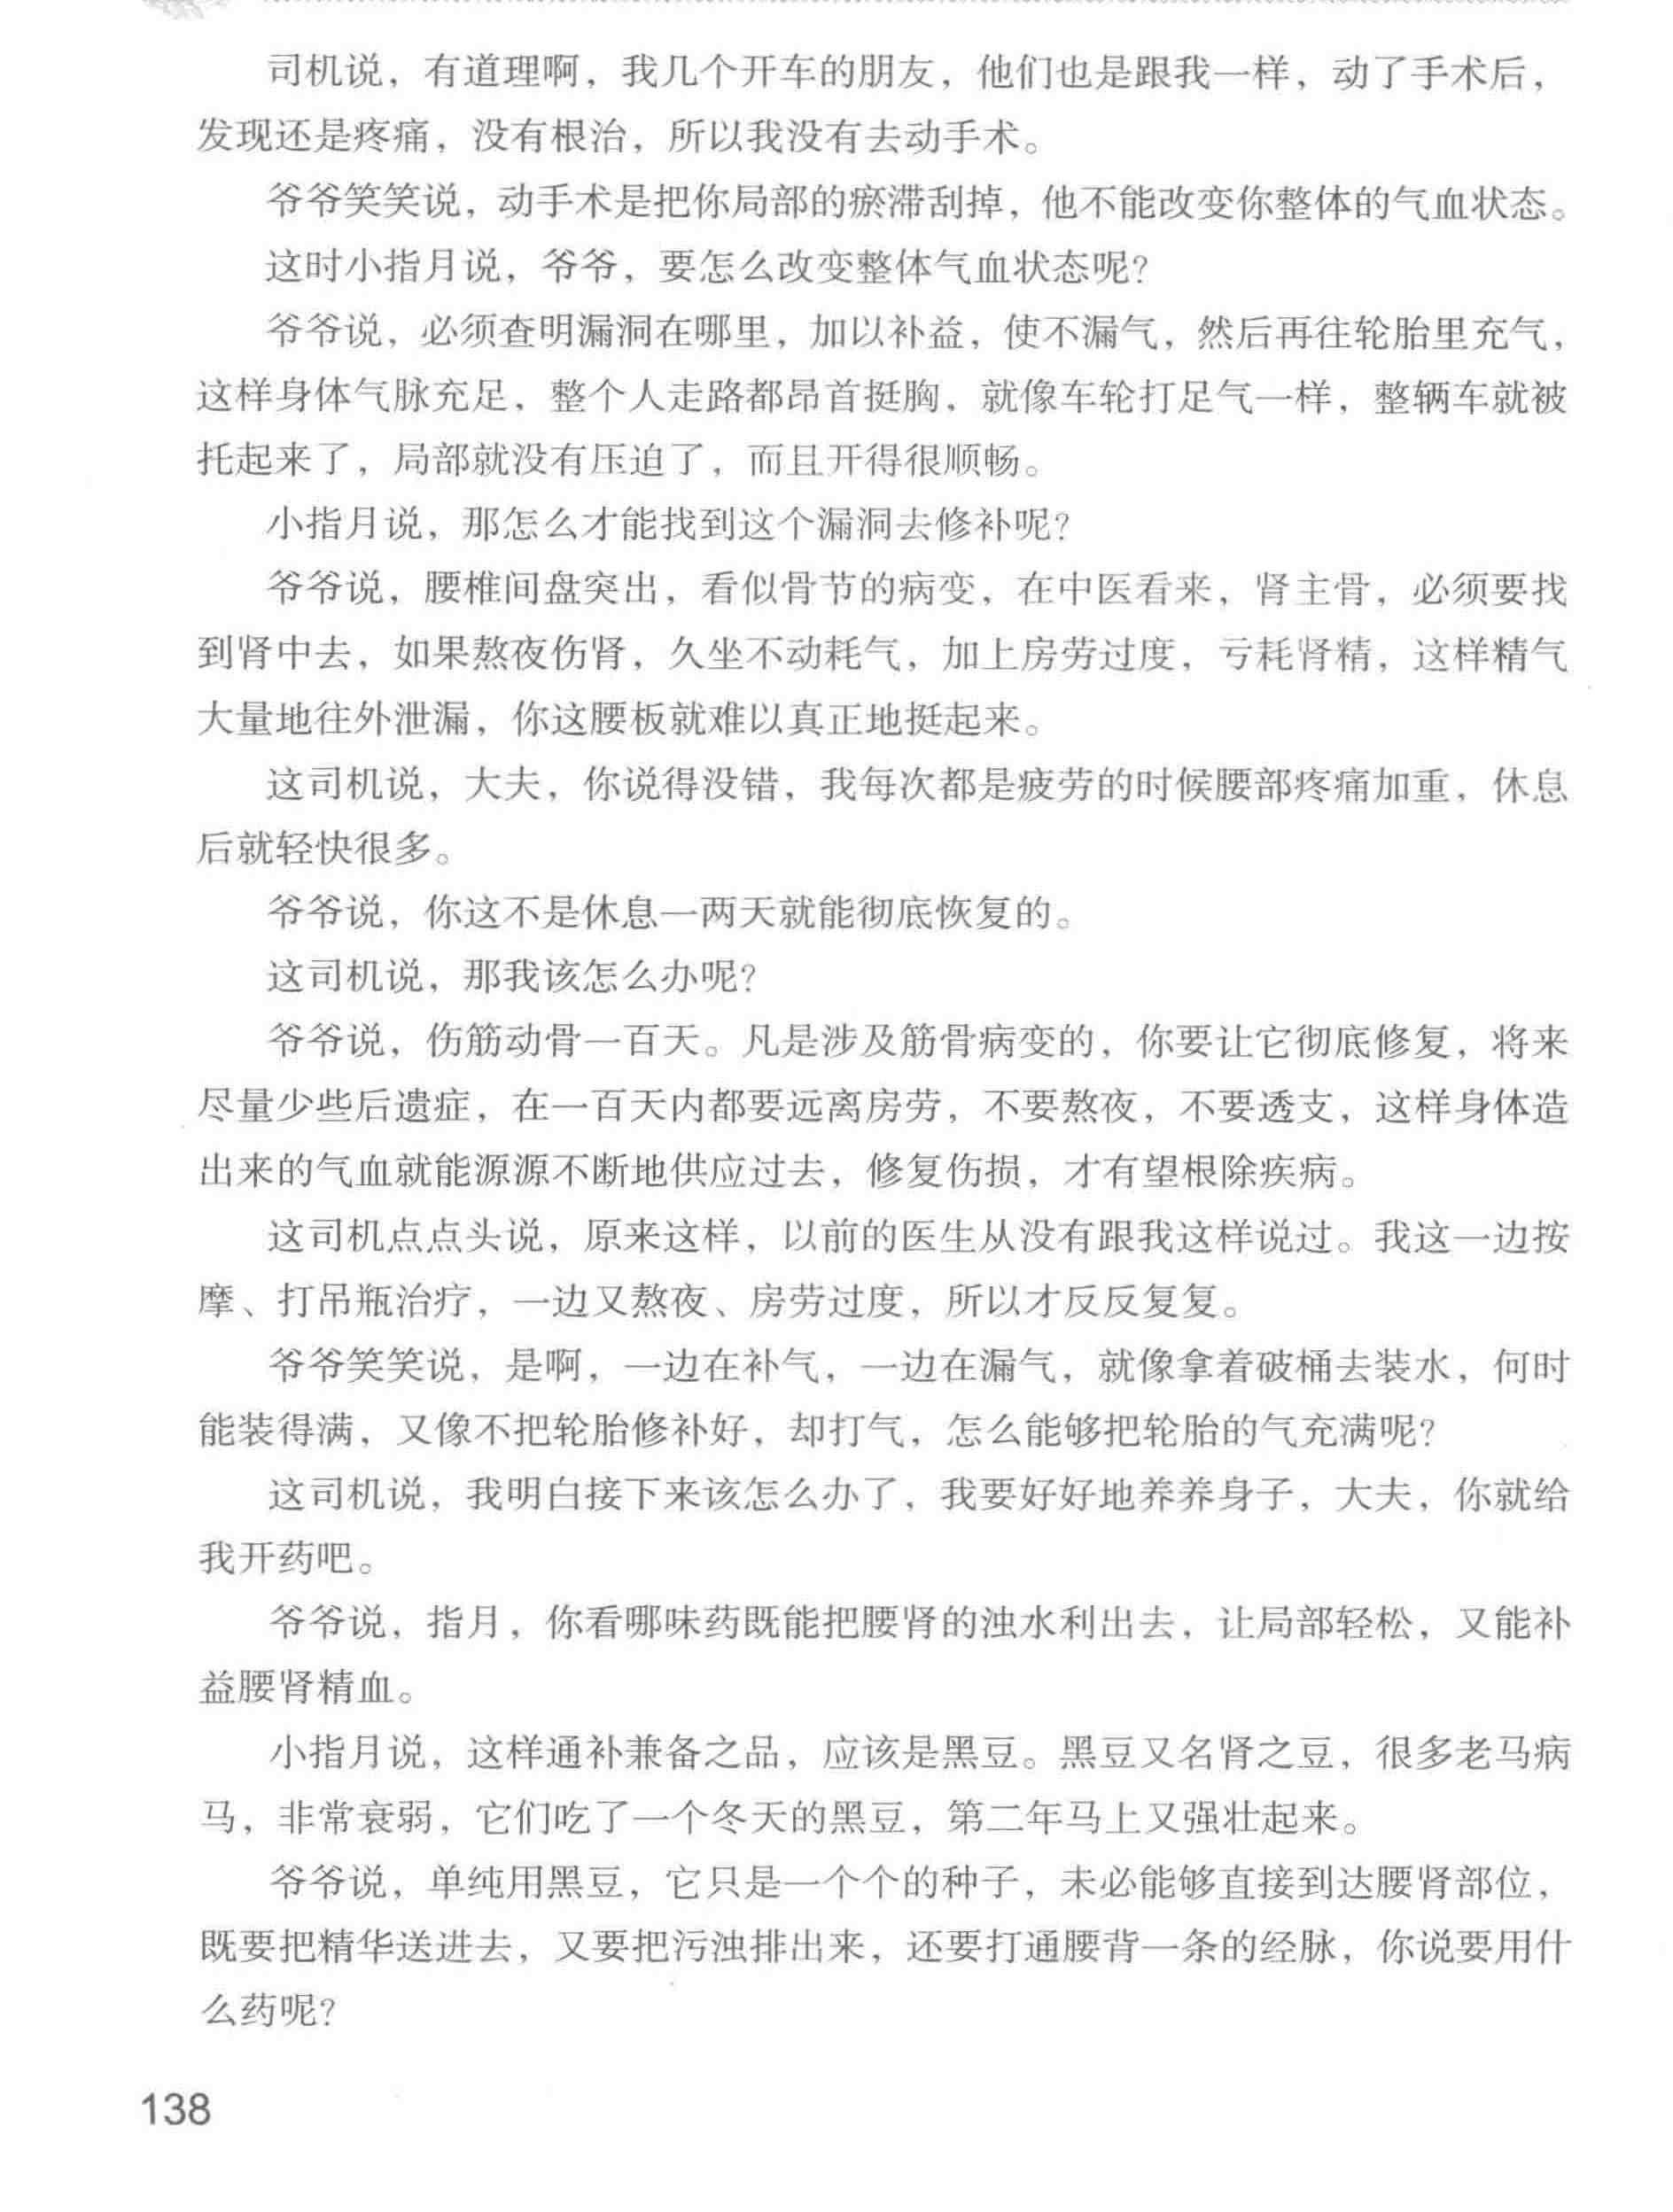 司机说，有道理啊，我几个开车的朋友，他们也是跟我一样，动了手术后，
发现还是疼痛，没有根治，所以我没有去动手术。
爷爷笑笑说，动手术是把你局部的瘀滞刮掉，他不能改变你整体的气血状态。
这时小指月说，爷爷，要怎么改变整体气血状态呢？
爷爷说，必须查明漏洞在哪里，加以补益，使不漏气，然后再往轮胎里充气，
这样身体气脉充足，整个人走路都昂首挺胸，就像车轮打足气一样，整辆车就被
托起来了，局部就没有压迫了，而且开得很顺畅。
小指月说，那怎么才能找到这个漏洞去修补呢？
爷爷说，腰椎间盘突出，看似骨节的病变，在中医看来，肾主骨，必须要找
到肾中去，如果熬夜伤肾，久坐不动耗气，加上房劳过度，亏耗肾精，这样精气
大量地往外泄漏，你这腰板就难以真正地挺起来。
这司机说，大夫，你说得没错，我每次都是疲劳的时候腰部疼痛加重，休息
后就轻快很多。
爷爷说，你这不是休息一两天就能彻底恢复的。
这司机说，那我该怎么办呢？
爷爷说，伤筋动骨一百天。凡是涉及筋骨病变的，你要让它彻底修复，将来
尽量少些后遗症，在一百天内都要远离房劳，不要熬夜，不要透支，这样身体造
出来的气血就能源源不断地供应过去，修复伤损，才有望根除疾病。
这司机点点头说，原来这样，以前的医生从没有跟我这样说过。我这一边按
摩、打吊瓶治疗，一边又熬夜、房劳过度，所以才反反复复。
爷爷笑笑说，是啊，一边在补气，一边在漏气，就像拿着破桶去装水，何时
能装得满，又像不把轮胎修补好，却打气，怎么能够把轮胎的气充满呢？
这司机说，我明白接下来该怎么办了，我要好好地养养身子，大夫，你就给
我开药吧。
爷爷说，指月，你看哪味药既能把腰肾的浊水利出去，让局部轻松，又能补
益腰肾精血。
小指月说，这样通补兼备之品，应该是黑豆。黑豆又名肾之豆，很多老马病
马，非常衰弱，它们吃了一个冬天的黑豆，第二年马上又强壮起来。
爷爷说，单纯用黑豆，它只是一个个的种子，未必能够直接到达腰肾部位，
既要把精华送进去，又要把污浊排出来，还要打通腰背一条的经脉，你说要用什
么药呢？
138